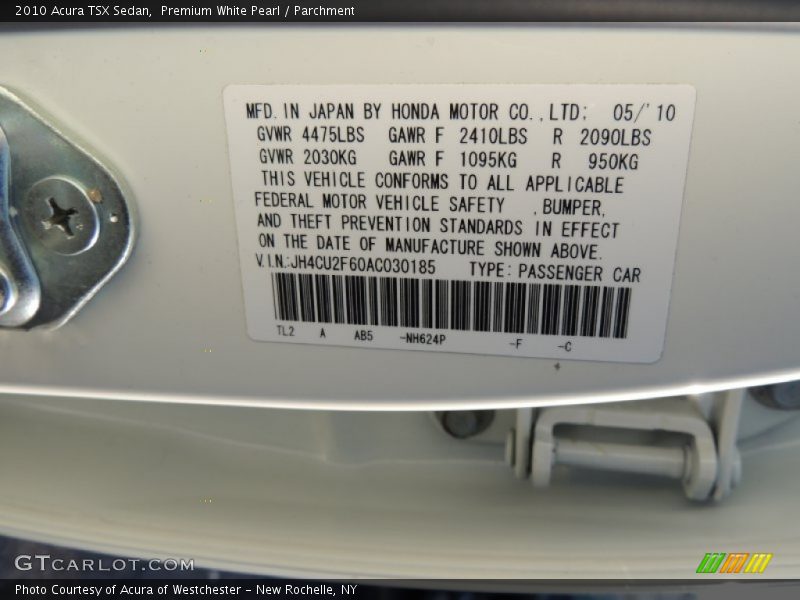 2010 Acura TSX Sedan,  Premium White Pearl / Parchment
MFD. IN JAPAN BY HONDA MOTOR CO.,LTD; 05/'10
GVWR 4475LBS GAWR F 2410LBS R 2090LBS
GVWR 2030KG GAWR F 1095KG R 950KG
THIS VEHICLE CONFORMS TO ALL APPLICABLE
FEDERAL MOTOR VEHICLE SAFETY ,BUMPER,
AND THEFT PREVENTION STANDARDS IN EFFECT
ON THE DATE OF MANUFACTURE SHOWN ABOVE.
V.I.N.:JH4CU2F60AC030185 TYPE:PASSENGER CAR
TL2 A AB5 -NH624P -F -C
GTCARLOT.COM
Photo Courtesy of Acura of Westchester - New Rochelle, NY